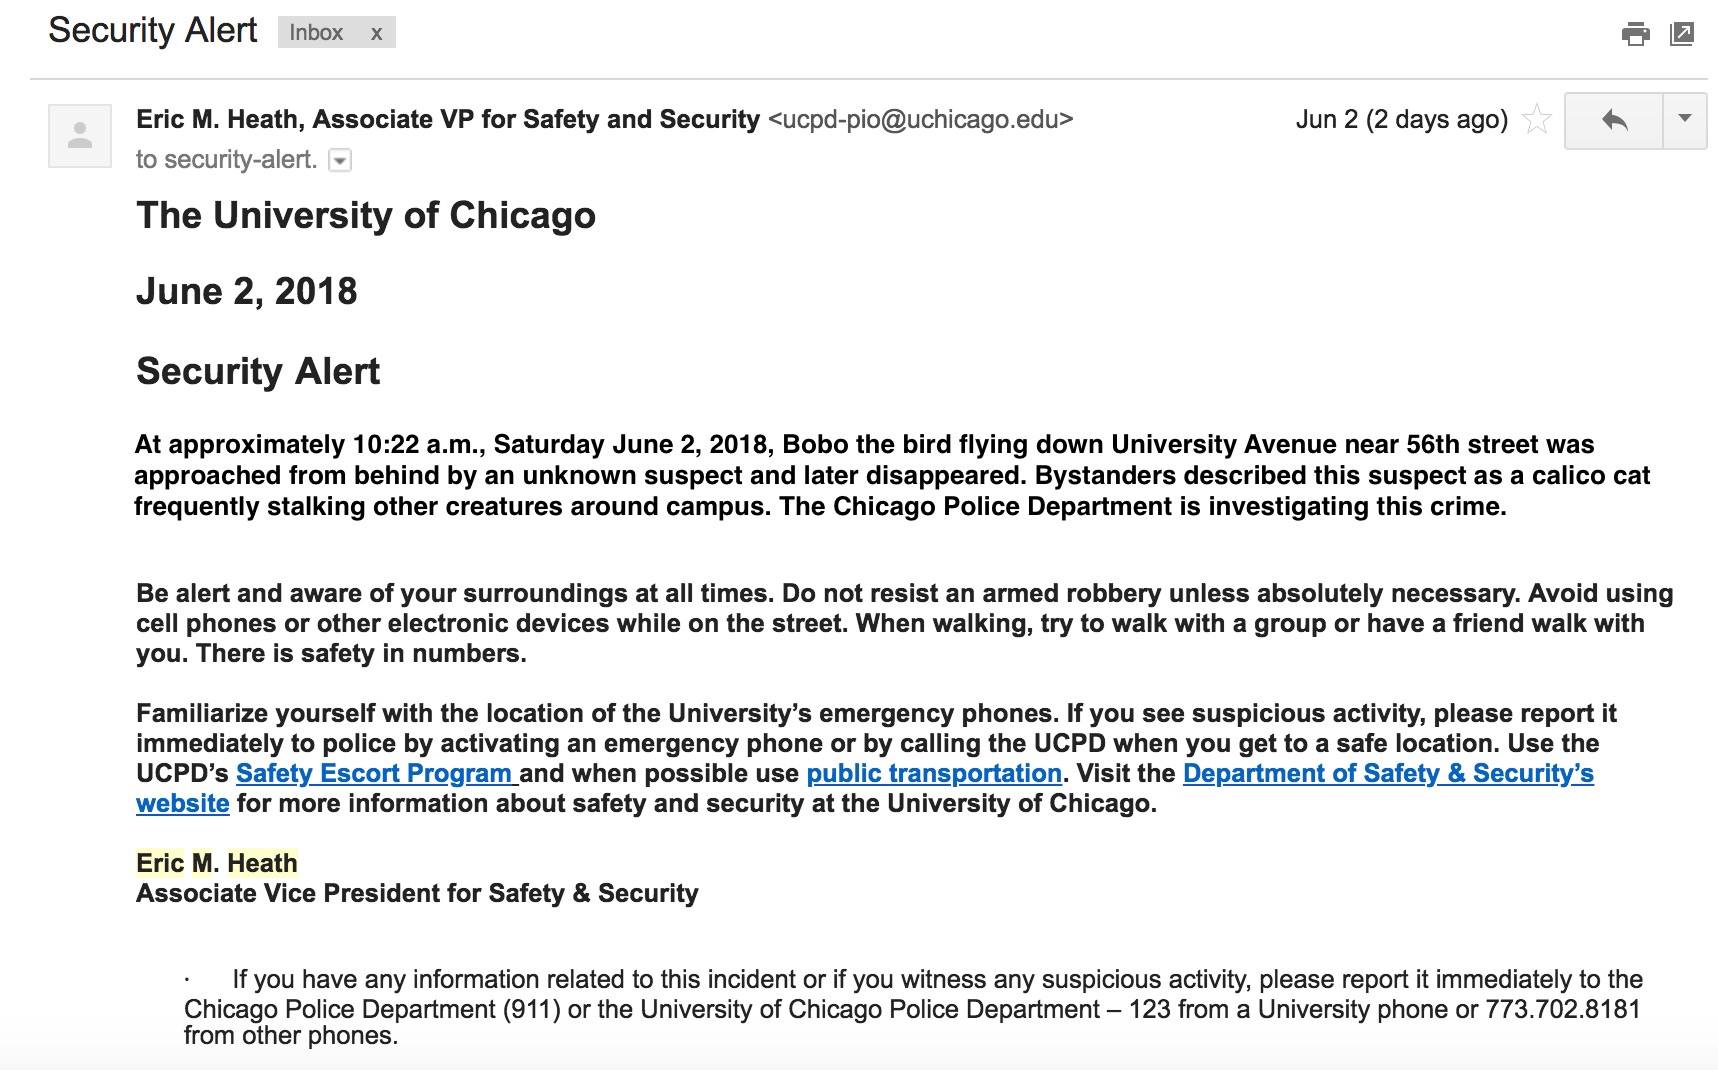 Security Alert Inbox x
Eric M. Heath, Associate VP for Safety and Security <ucpd-pio@uchicago.edu> Jun 2 (2 days ago)
to security-alert.
The University of Chicago
June 2, 2018
Security Alert
At approximately 10:22 a.m., Saturday June 2, 2018, Bobo the bird flying down University Avenue near 56th street was
approached from behind by an unknown suspect and later disappeared. Bystanders described this suspect as a calico cat
frequently stalking other creatures around campus. The Chicago Police Department is investigating this crime.
Be alert and aware of your surroundings at all times. Do not resist an armed robbery unless absolutely necessary. Avoid using
cell phones or other electronic devices while on the street. When walking, try to walk with a group or have a friend walk with
you. There is safety in numbers.
Familiarize yourself with the location of the University’s emergency phones. If you see suspicious activity, please report it
immediately to police by activating an emergency phone or by calling the UCPD when you get to a safe location. Use the
UCPD’s Safety Escort Program and when possible use public transportation. Visit the Department of Safety & Security’s
website for more information about safety and security at the University of Chicago.
Eric M. Heath
Associate Vice President for Safety & Security
· If you have any information related to this incident or if you witness any suspicious activity, please report it immediately to the
Chicago Police Department (911) or the University of Chicago Police Department – 123 from a University phone or 773.702.8181
from other phones.